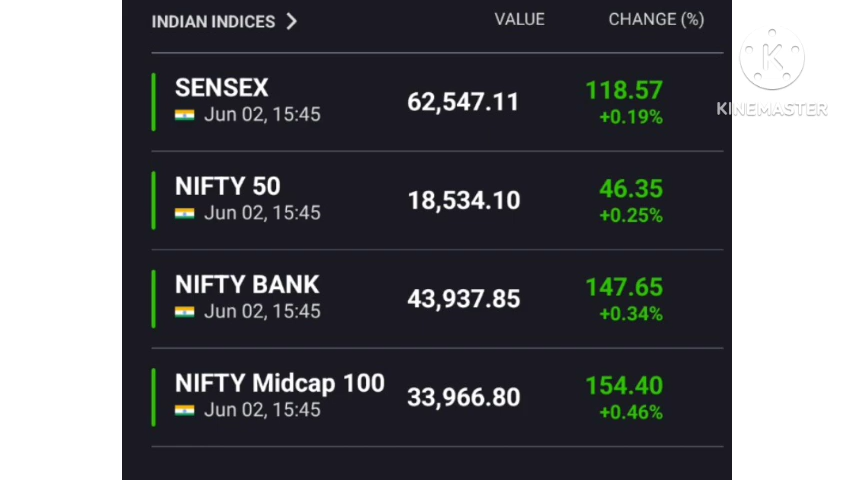 INDIAN INDICES > VALUE CHANGE (%)
SENSEX 62,547.11 118.57
Jun 02, 15:45 +0.19%
NIFTY 50 18,534.10 46.35
Jun 02, 15:45 +0.25%
NIFTY BANK 43,937.85 147.65
Jun 02, 15:45 +0.34%
NIFTY Midcap 100 33,966.80 154.40
Jun 02, 15:45 +0.46%
K
KINEMASTER